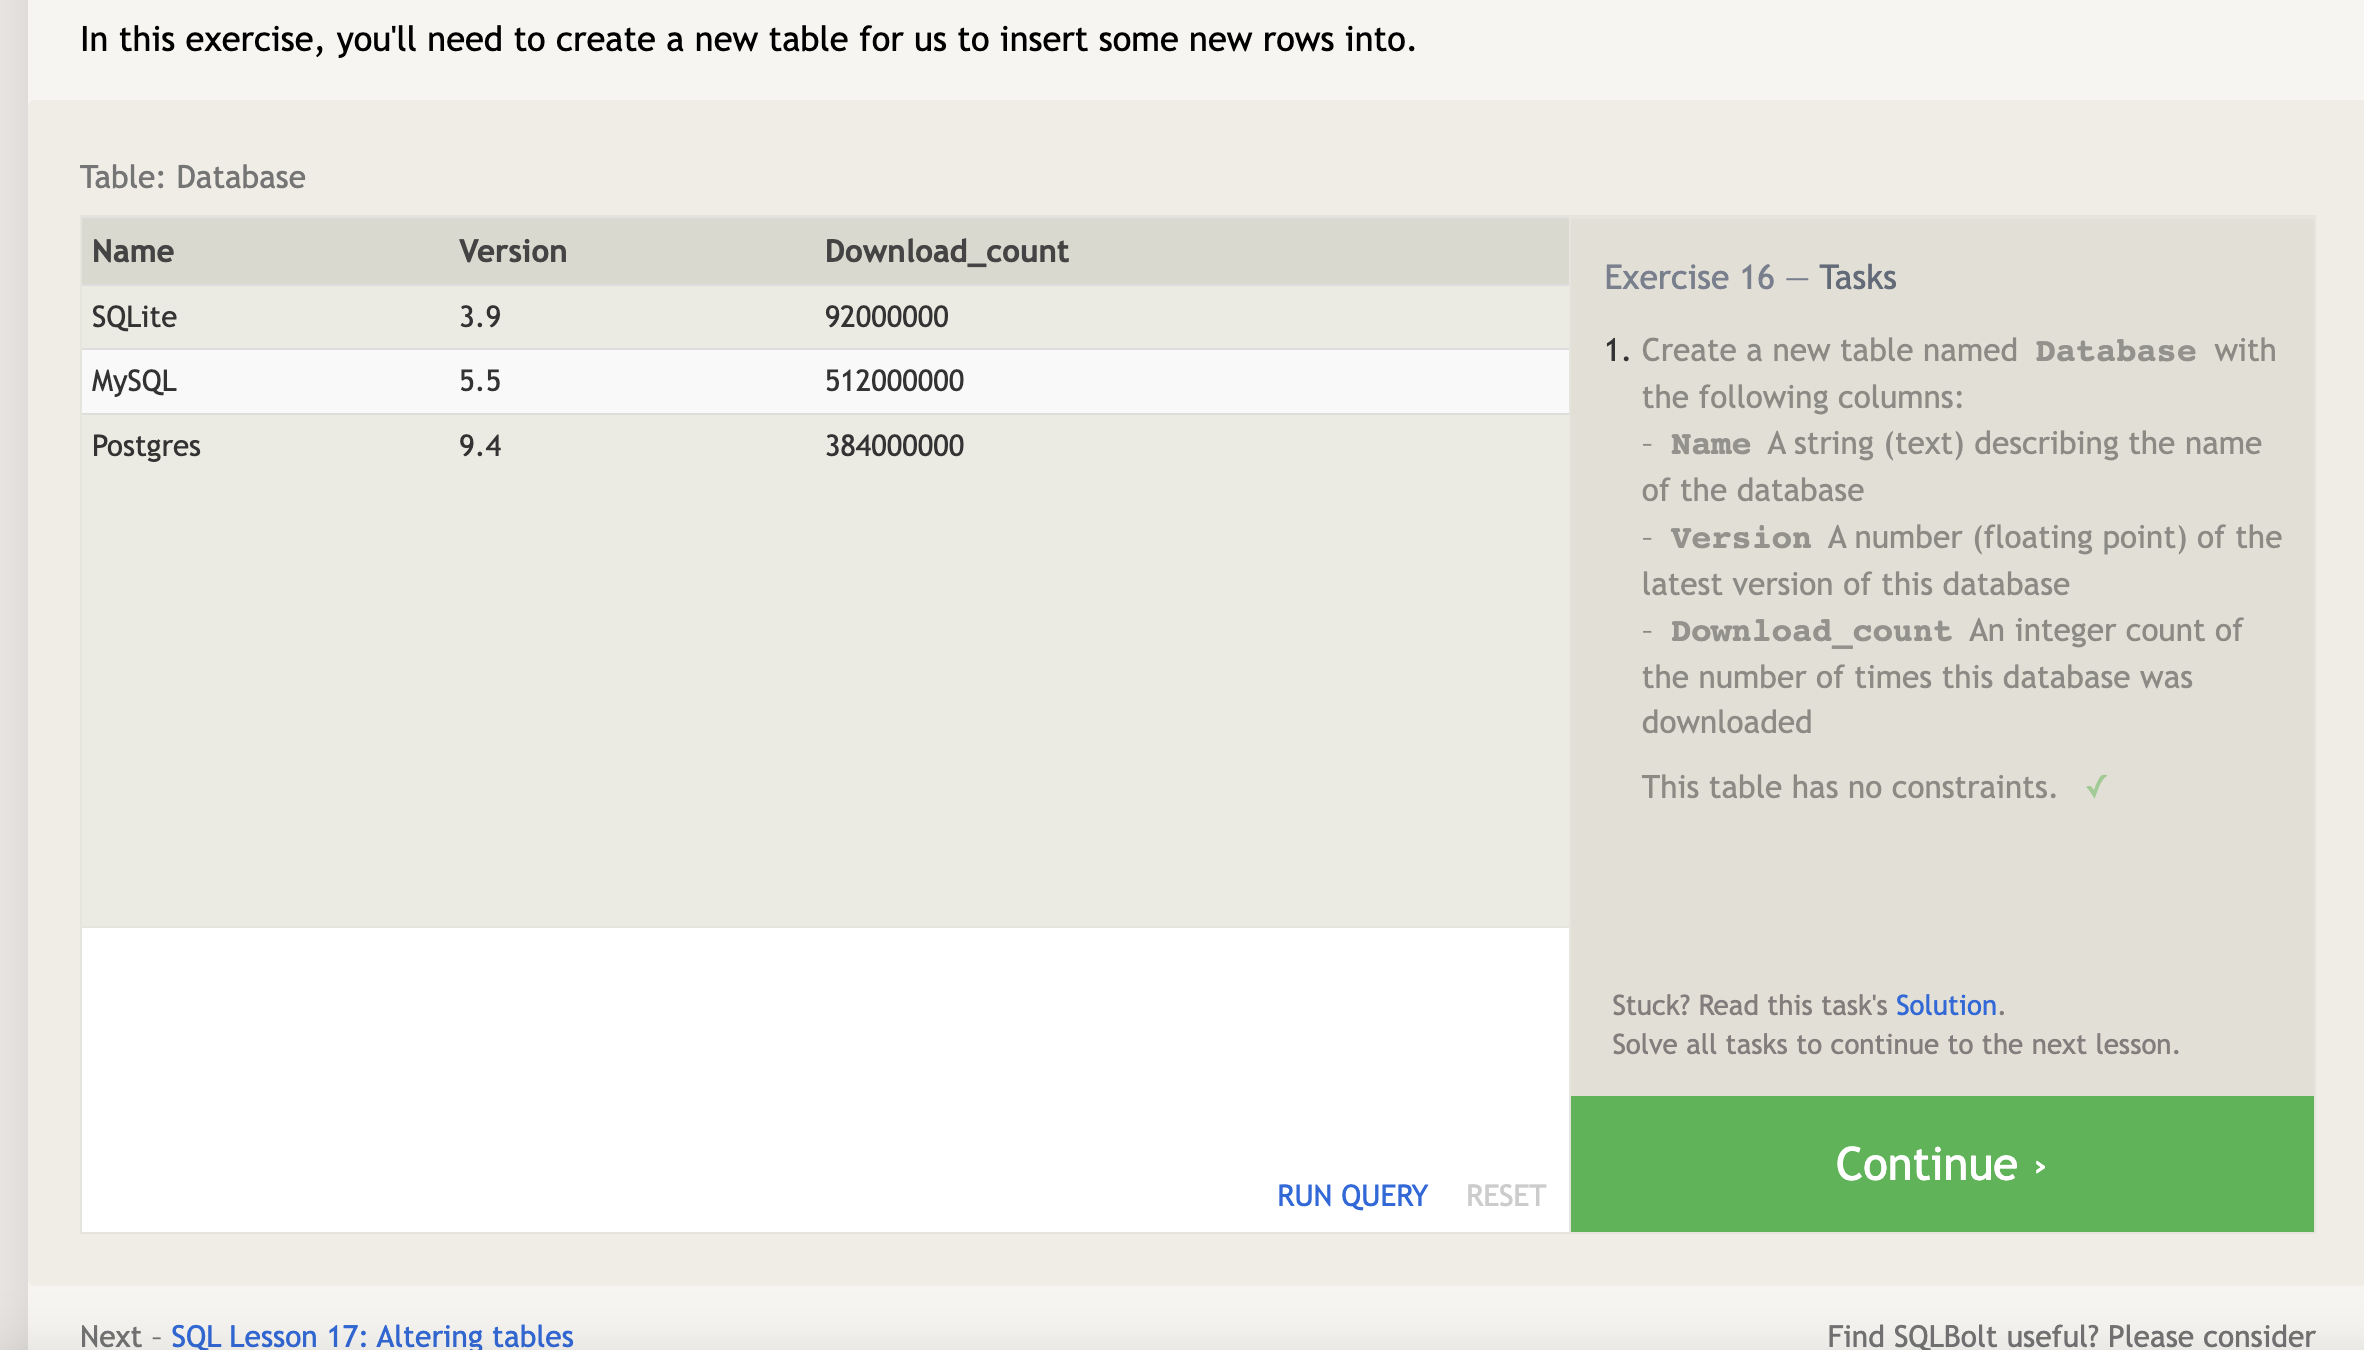 In this exercise, you'll need to create a new table for us to insert some new rows into.
Table: Database
Name Version Download_count
SQLite 3.9 92000000
MySQL 5.5 512000000
Postgres 9.4 384000000
RUN QUERY RESET
Exercise 16 — Tasks
1. Create a new table named Database with
the following columns:
- Name A string (text) describing the name
of the database
- Version A number (floating point) of the
latest version of this database
- Download_count An integer count of
the number of times this database was
downloaded
This table has no constraints. ✓
Stuck? Read this task's Solution.
Solve all tasks to continue to the next lesson.
Continue ›
Next – SQL Lesson 17: Altering tables
Find SQLBolt useful? Please consider